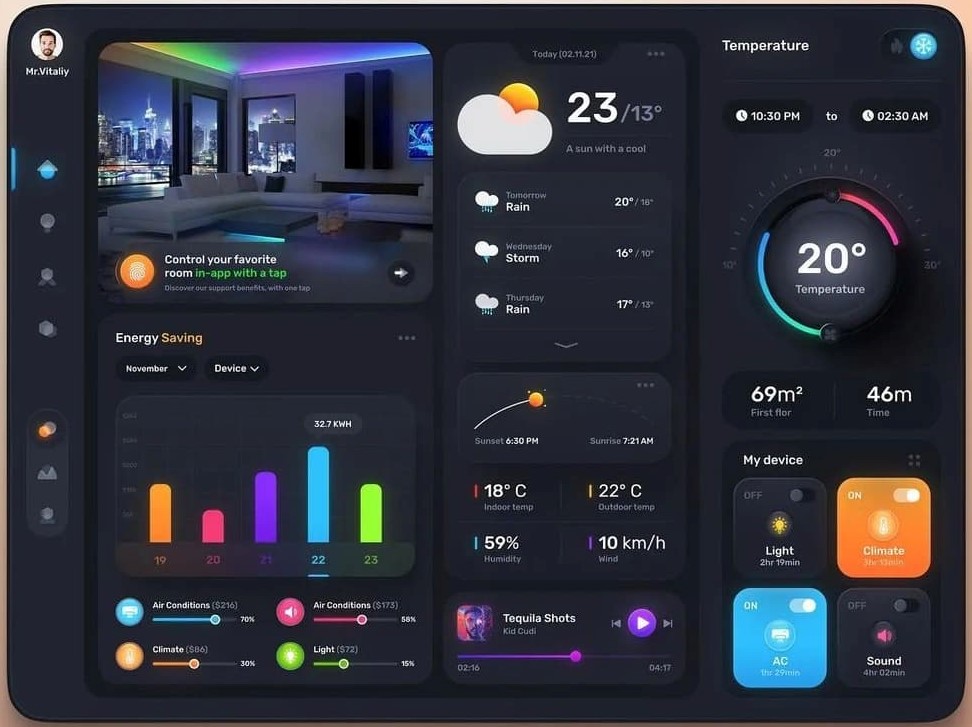 Mr.Vitaliy
Control your favorite
room in-app with a tap
Discover our support benefits, with one tap
Energy Saving
November
Device
32.7 KWH
19 20 21 22 23
Air Conditions ($216)
70%
Air Conditions ($173)
58%
Climate ($86)
30%
Light ($72)
15%
Today (02.11.21)
23/13°
A sun with a cool
Tomorrow
Rain
20°/ 18°
Wednesday
Storm
16°/ 10°
Thursday
Rain
17°/ 13°
Sunset 6:30 PM
Sunrise 7:21 AM
18° C
Indoor temp
22° C
Outdoor temp
59%
Humidity
10 km/h
Wind
Tequila Shots
Kid Cudi
02:16
04:17
Temperature
10:30 PM to 02:30 AM
20°
10°
30°
20°
Temperature
69m²
First flor
46m
Time
My device
OFF
Light
2hr 19min
ON
Climate
3hr 13min
ON
AC
1hr 29min
OFF
Sound
4hr 02min